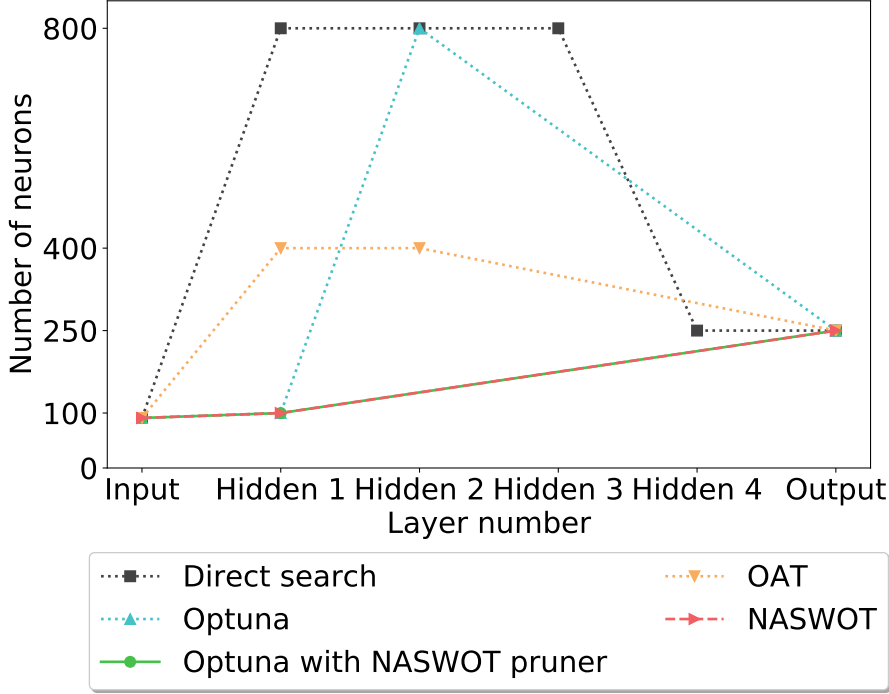 800
400
250
100
0
Number of neurons
Input Hidden 1 Hidden 2 Hidden 3 Hidden 4 Output
Layer number
Direct search
Optuna
Optuna with NASWOT pruner
OAT
NASWOT